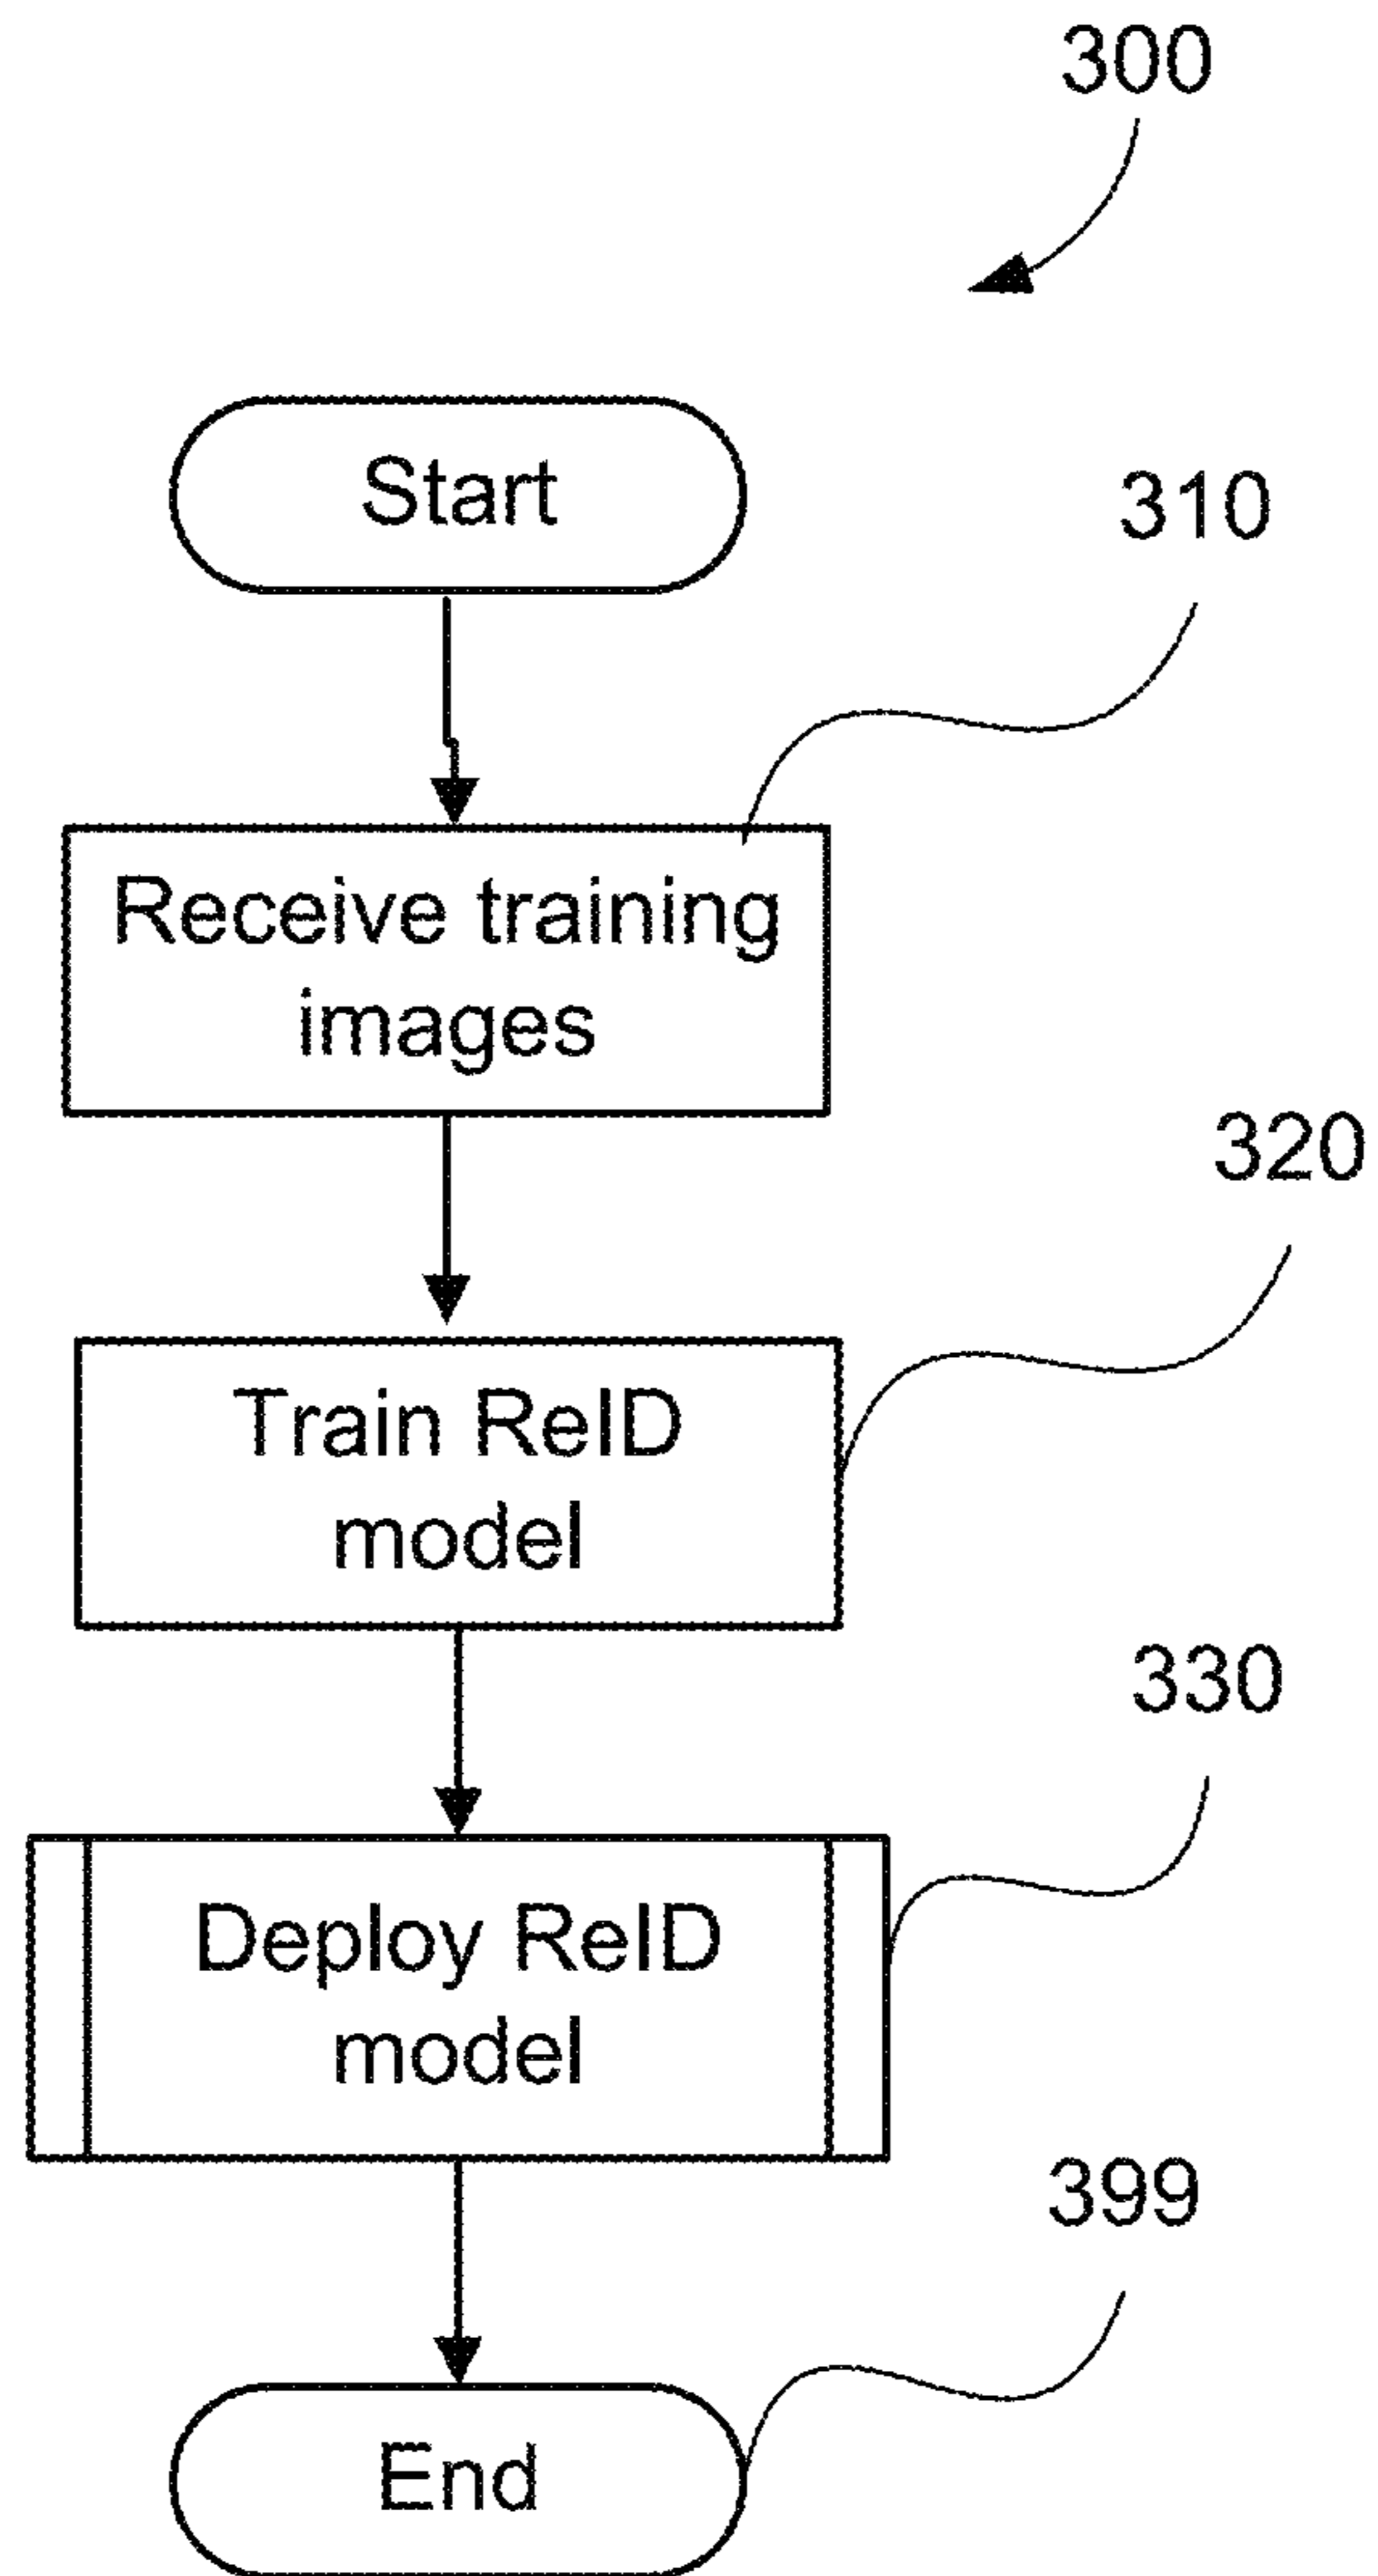 300
Start
310
Receive training
images
320
Train ReID
model
330
Deploy ReID
model
399
End